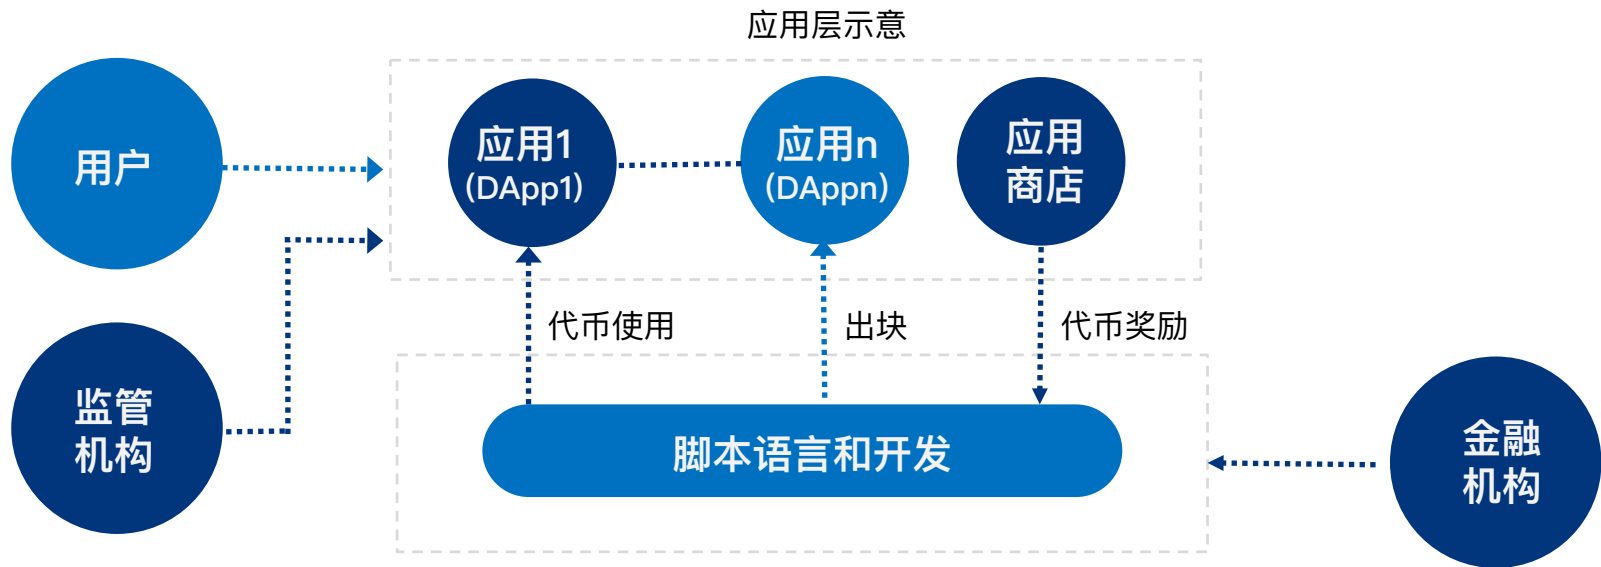 应用层示意
用户
应用1
(DApp1)
应用n
(DAppn)
应用
商店
代币使用
出块
代币奖励
监管
机构
脚本语言和开发
金融
机构